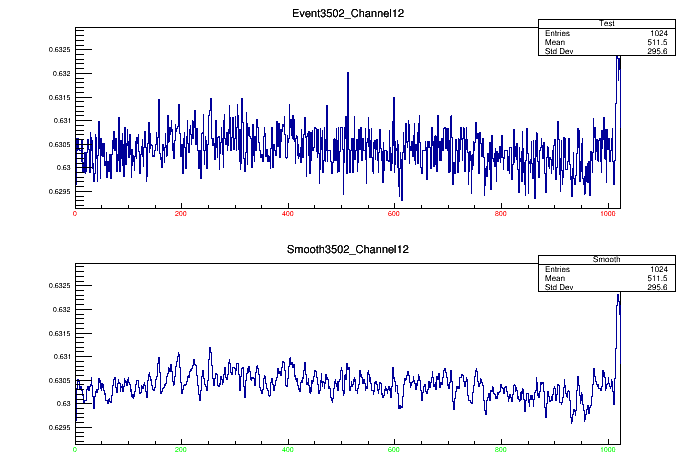 Event3502_Channel12
Test
Entries 1024
Mean 511.5
Std Dev 295.6
0.6325
0.632
0.6315
0.631
0.6305
0.63
0.6295
0 200 400 600 800 1000
Smooth3502_Channel12
Smooth
Entries 1024
Mean 511.5
Std Dev 295.6
0.6325
0.632
0.6315
0.631
0.6305
0.63
0.6295
0 200 400 600 800 1000